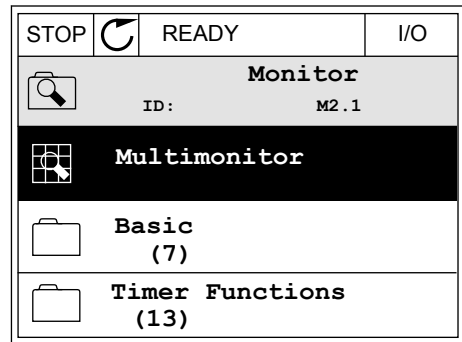 STOP READY I/O
Monitor
ID: M2.1
Multimonitor
Basic
(7)
Timer Functions
(13)